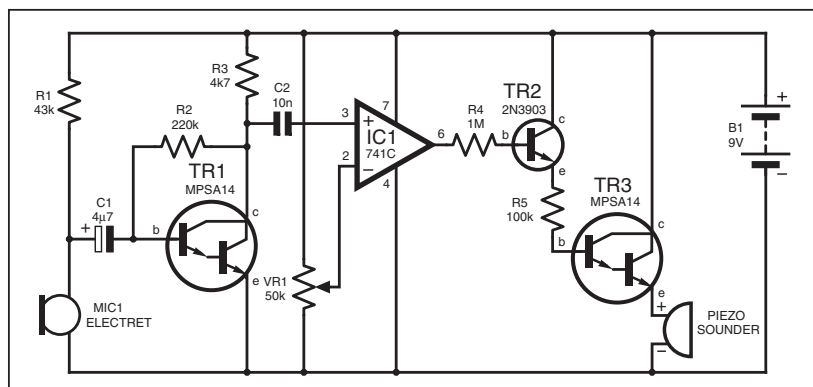 R1
43k
R3
4k7
C2
10n
R2
220k
TR1
MPSA14
C1
4µ7
+
b
c
e
MIC1
ELECTRET
VR1
50k
3
+
7
IC1
741C
2
−
4
6
R4
1M
TR2
2N3903
b
c
e
R5
100k
TR3
MPSA14
b
c
e
+
−
PIEZO
SOUNDER
B1
9V
+
−